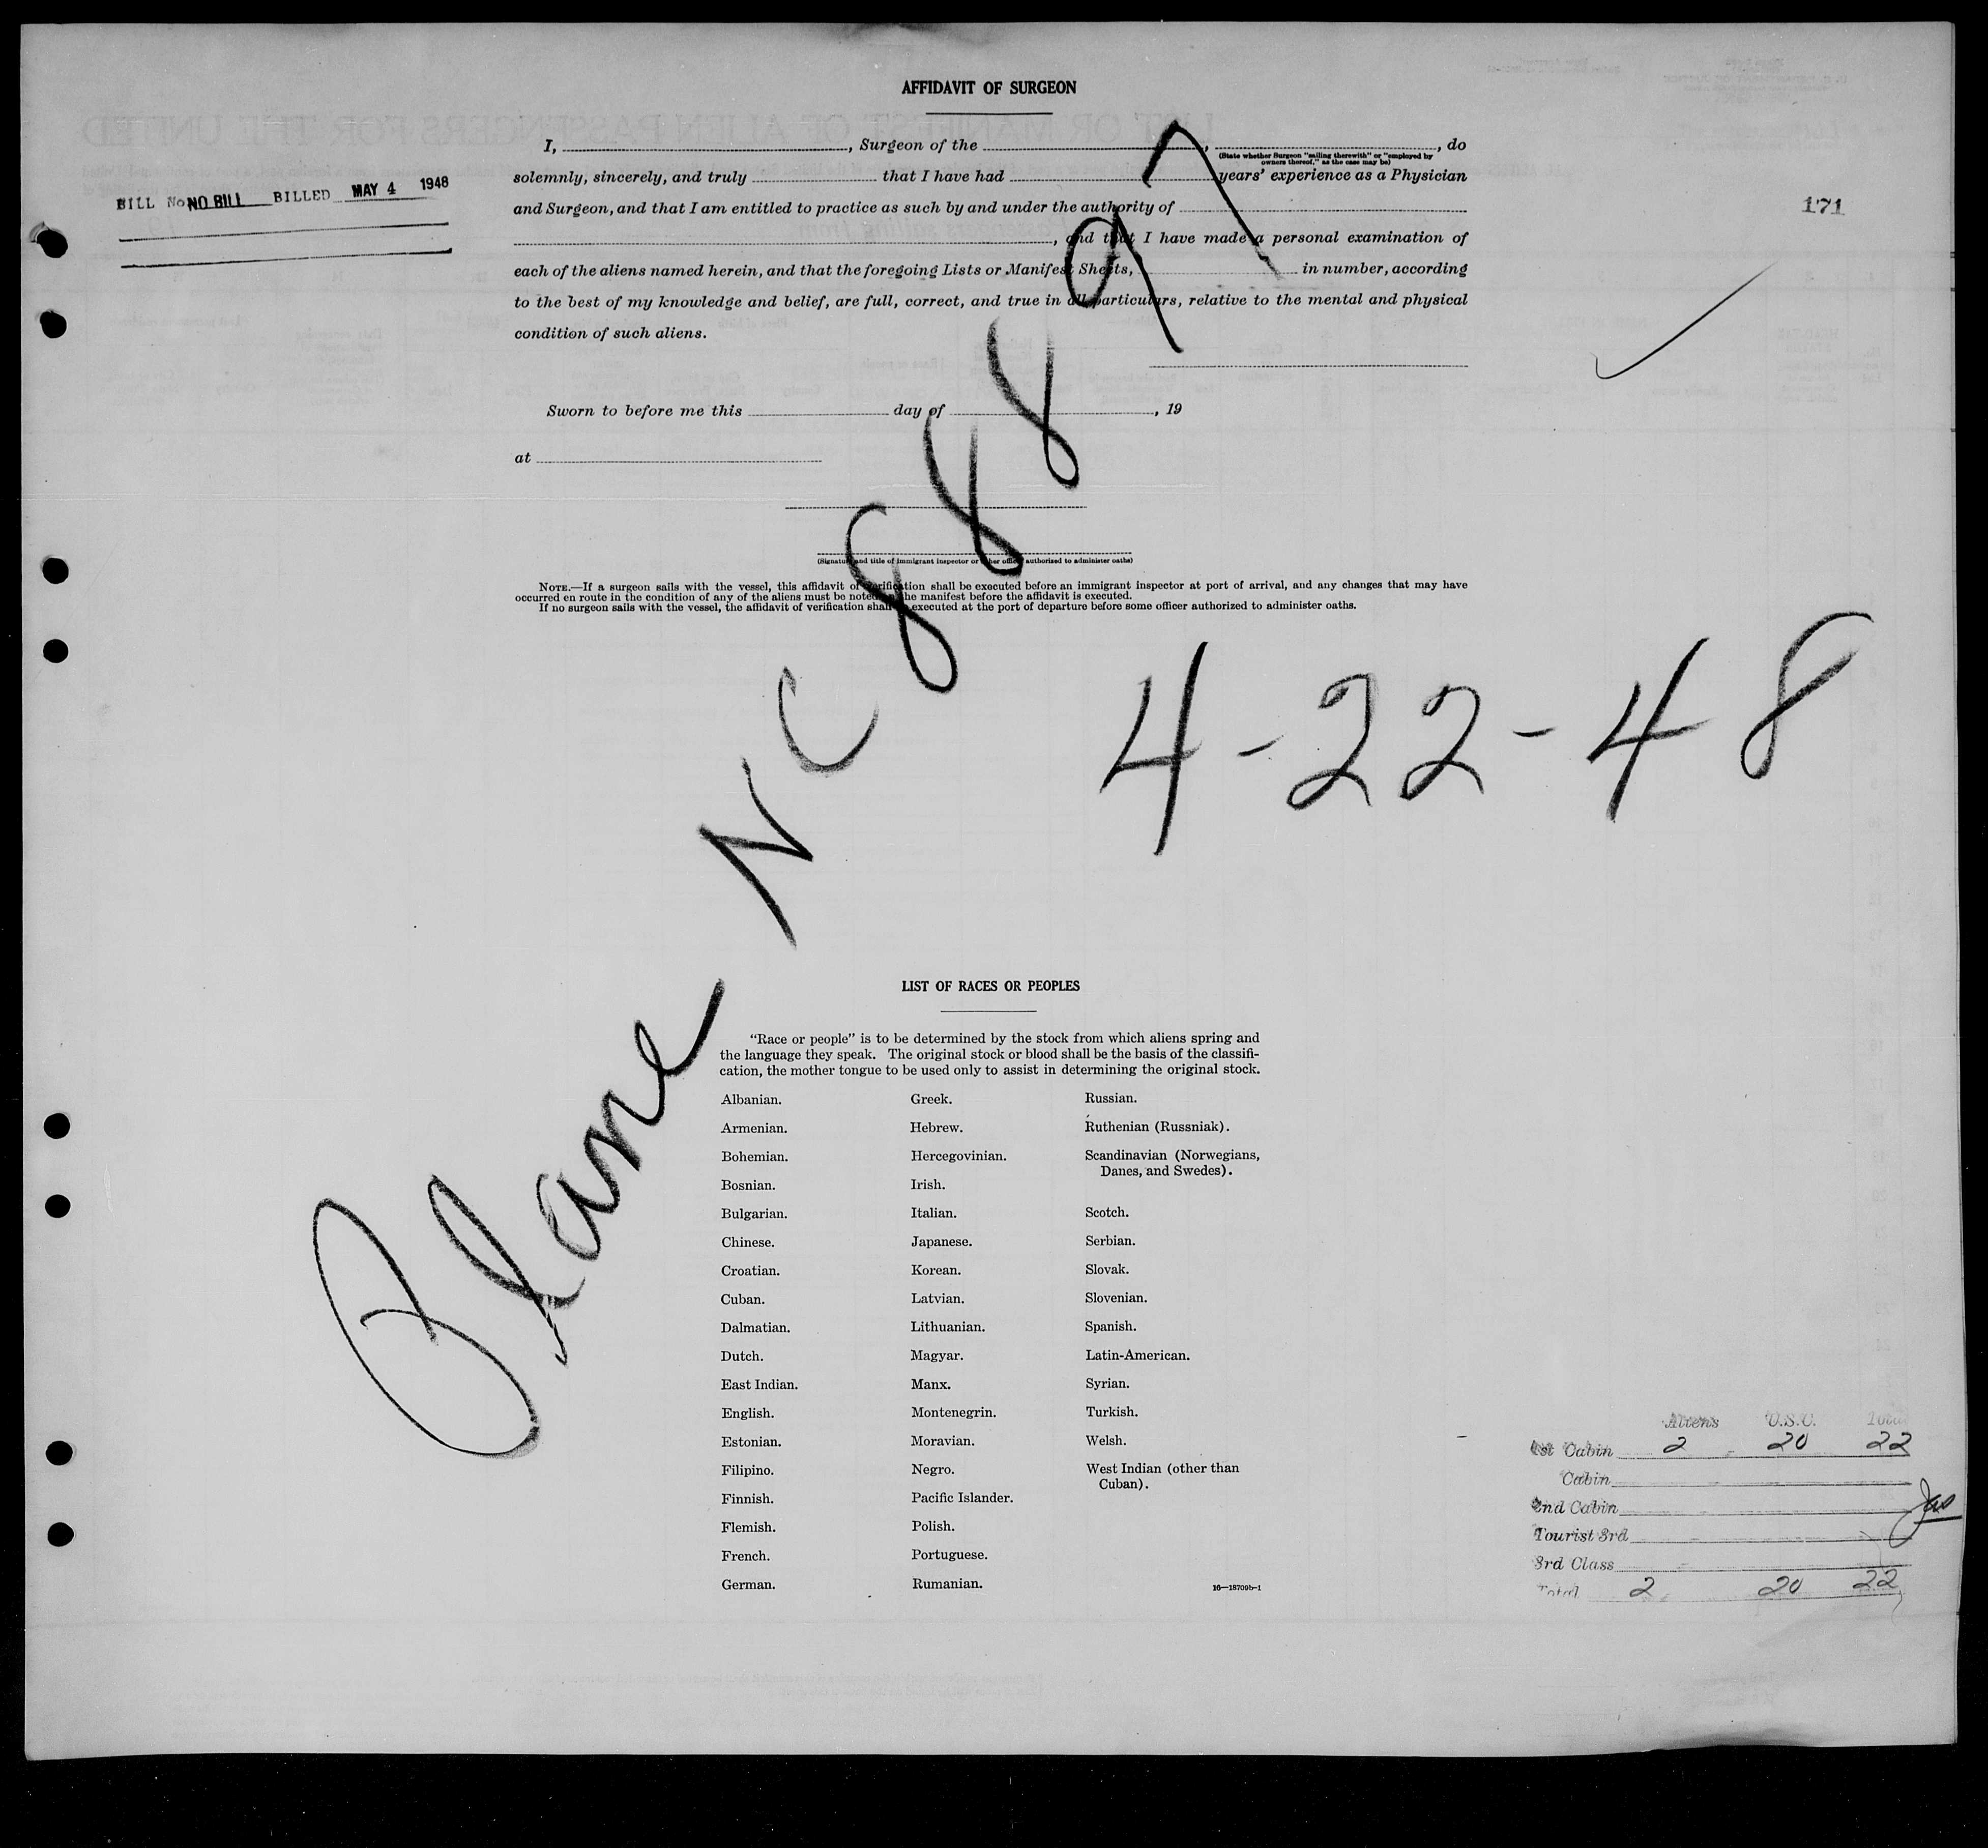 AFFIDAVIT OF SURGEON
I, , Surgeon of the , , do
(State whether Surgeon "sailing therewith" or "employed by
owners thereof," as the case may be)
solemnly, sincerely, and truly that I have had years' experience as a Physician
and Surgeon, and that I am entitled to practice as such by and under the authority of
, and that I have made a personal examination of
each of the aliens named herein, and that the foregoing Lists or Manifest Sheets, in number, according
to the best of my knowledge and belief, are full, correct, and true in all particulars, relative to the mental and physical
condition of such aliens.
BILL No NO BILL BILLED MAY 4 1948
171
Sworn to before me this day of , 19
at
(Signature and title of immigrant inspector or other officer authorized to administer oaths)
NOTE.—If a surgeon sails with the vessel, this affidavit of verification shall be executed before an immigrant inspector at port of arrival, and any changes that may have
occurred en route in the condition of any of the aliens must be noted on the manifest before the affidavit is executed.
If no surgeon sails with the vessel, the affidavit of verification shall be executed at the port of departure before some officer authorized to administer oaths.
Plane NC 88897
4-22-48
LIST OF RACES OR PEOPLES
"Race or people" is to be determined by the stock from which aliens spring and
the language they speak. The original stock or blood shall be the basis of the classifi-
cation, the mother tongue to be used only to assist in determining the original stock.
Albanian. Greek. Russian.
Armenian. Hebrew. Ruthenian (Russniak).
Bohemian. Hercegovinian. Scandinavian (Norwegians,
Danes, and Swedes).
Bosnian. Irish.
Bulgarian. Italian. Scotch.
Chinese. Japanese. Serbian.
Croatian. Korean. Slovak.
Cuban. Latvian. Slovenian.
Dalmatian. Lithuanian. Spanish.
Dutch. Magyar. Latin-American.
East Indian. Manx. Syrian.
English. Montenegrin. Turkish.
Estonian. Moravian. Welsh.
Filipino. Negro. West Indian (other than
Cuban).
Finnish. Pacific Islander.
Flemish. Polish.
French. Portuguese.
German. Rumanian.
16—18709b-1
Aliens U.S.C. Total
1st Cabin 2 20 22
Cabin
2nd Cabin
Tourist 3rd
3rd Class
Total 2 20 22